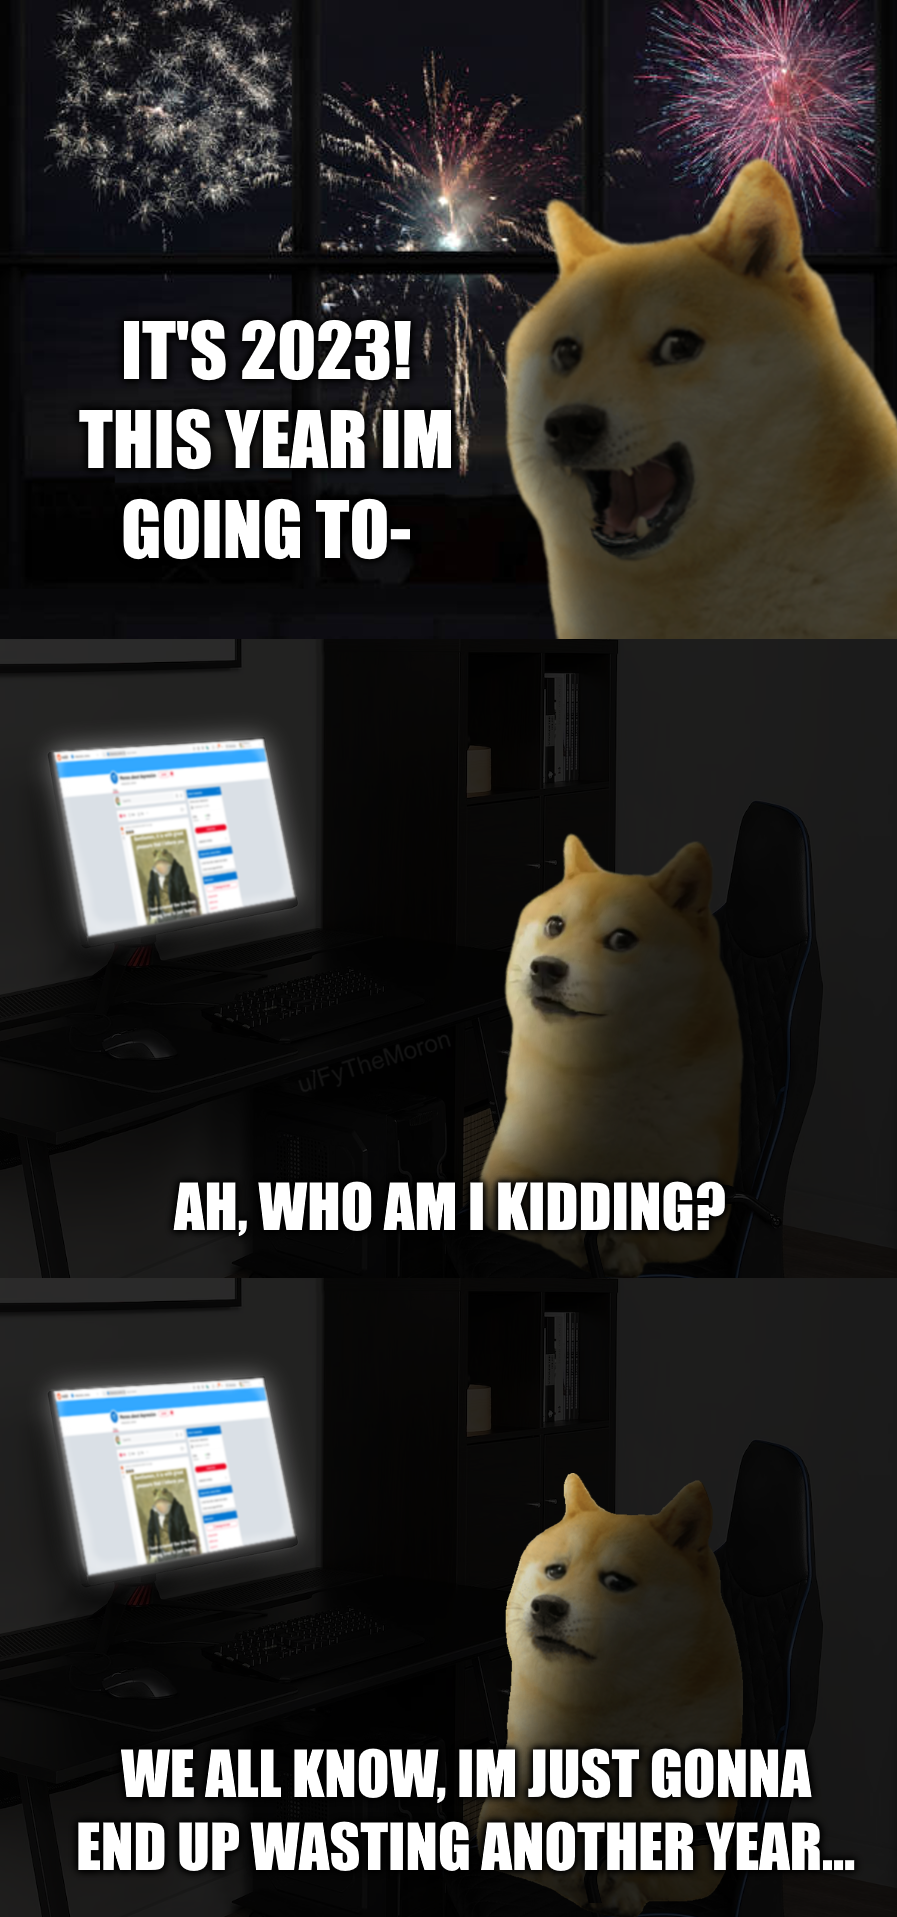 IT'S 2023!
THIS YEAR IM
GOING TO-
u/FyTheMoron
AH, WHO AM I KIDDING?
WE ALL KNOW, IM JUST GONNA
END UP WASTING ANOTHER YEAR...